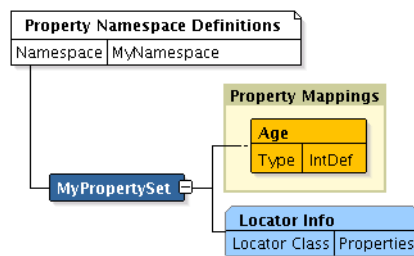 Property Namespace Definitions
Namespace MyNamespace
Property Mappings
Age
Type IntDef
MyPropertySet
Locator Info
Locator Class Properties